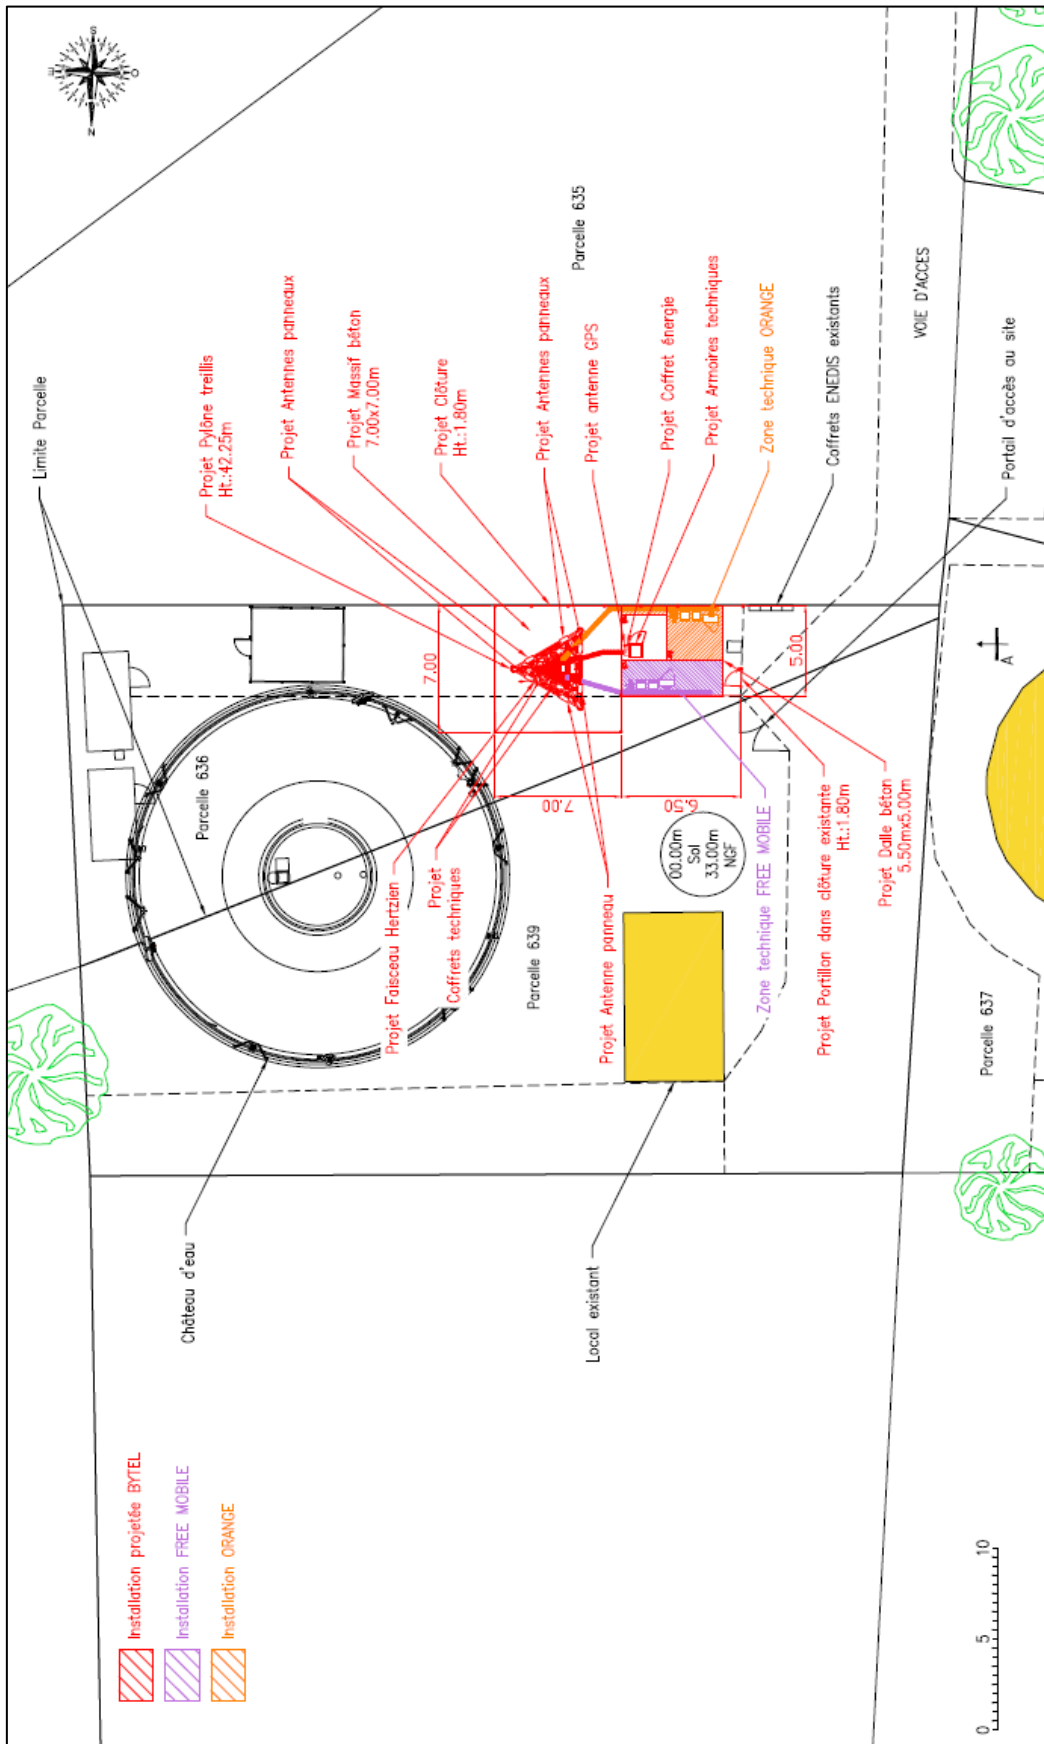 S
E
O
N
Limite Parcelle
Projet Pylône treillis
Ht.:42.25m
Projet Antennes panneaux
Projet Massif béton
7.00x7.00m
Projet Clôture
Ht.:1.80m
Projet Antennes panneaux
Parcelle 635
Projet antenne GPS
Projet Coffret énergie
Projet Armoires techniques
Zone technique ORANGE
Coffrets ENEDIS existants
VOIE D'ACCES
Portail d'accès au site
7.00
7.00
6.50
5.00
A
Parcelle 636
Parcelle 639
Parcelle 637
00.00m
Sol
33.00m
NGF
Projet Faisceau Hertzien
Projet
Coffrets techniques
Projet Antenne panneau
Zone technique FREE MOBILE
Projet Portillon dans clôture existante
Ht.:1.80m
Projet Dalle béton
5.50mx5.00m
Château d'eau
Local existant
Installation projetée BYTEL
Installation FREE MOBILE
Installation ORANGE
0
5
10